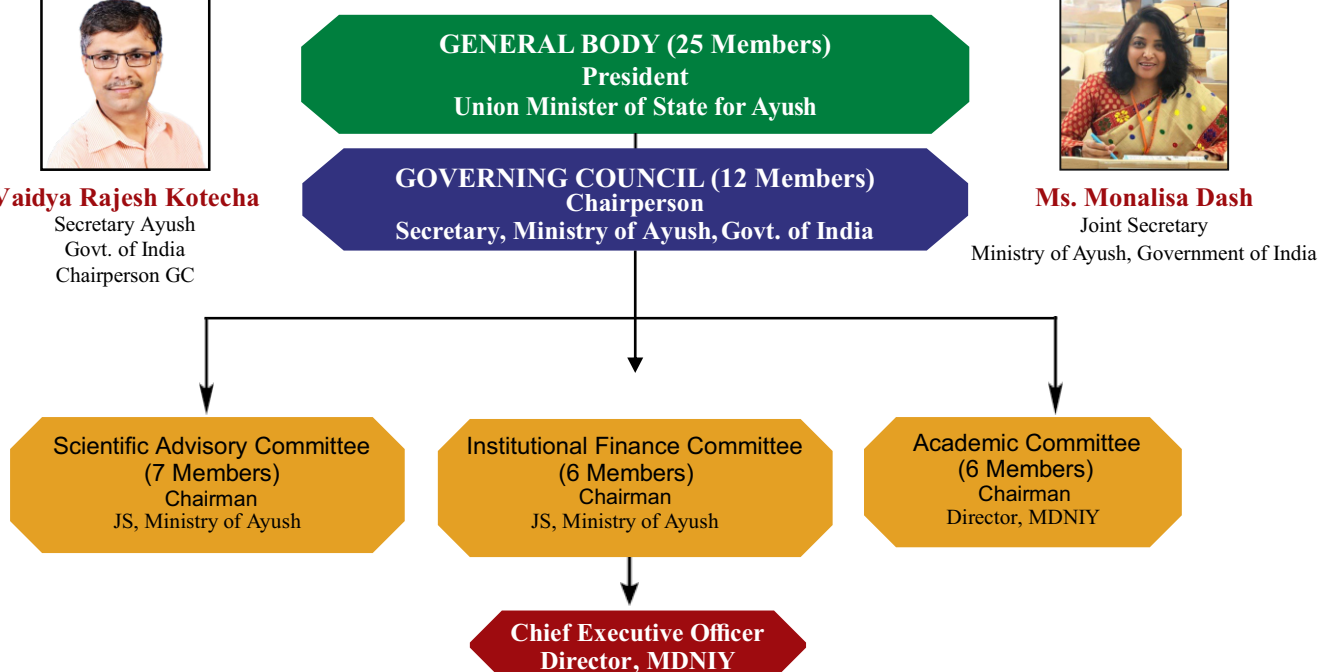 GENERAL BODY (25 Members)
President
Union Minister of State for Ayush
GOVERNING COUNCIL (12 Members)
Chairperson
Secretary, Ministry of Ayush, Govt. of India
Vaidya Rajesh Kotecha
Secretary Ayush
Govt. of India
Chairperson GC
Ms. Monalisa Dash
Joint Secretary
Ministry of Ayush, Government of India
Scientific Advisory Committee
(7 Members)
Chairman
JS, Ministry of Ayush
Institutional Finance Committee
(6 Members)
Chairman
JS, Ministry of Ayush
Academic Committee
(6 Members)
Chairman
Director, MDNIY
Chief Executive Officer
Director, MDNIY